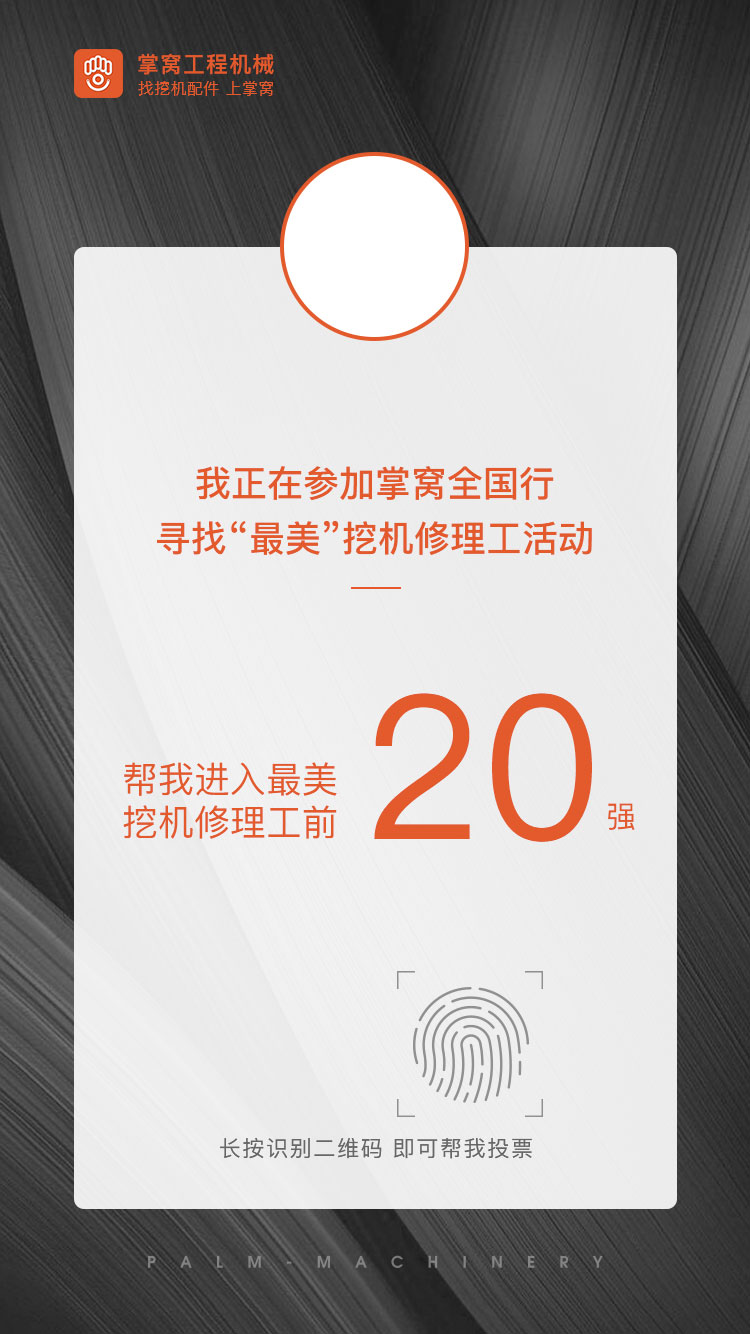 掌窝工程机械
找挖机配件 上掌窝
我正在参加掌窝全国行
寻找“最美”挖机修理工活动
帮我进入最美
挖机修理工前
20
强
长按识别二维码 即可帮我投票
PALM-MACHINERY